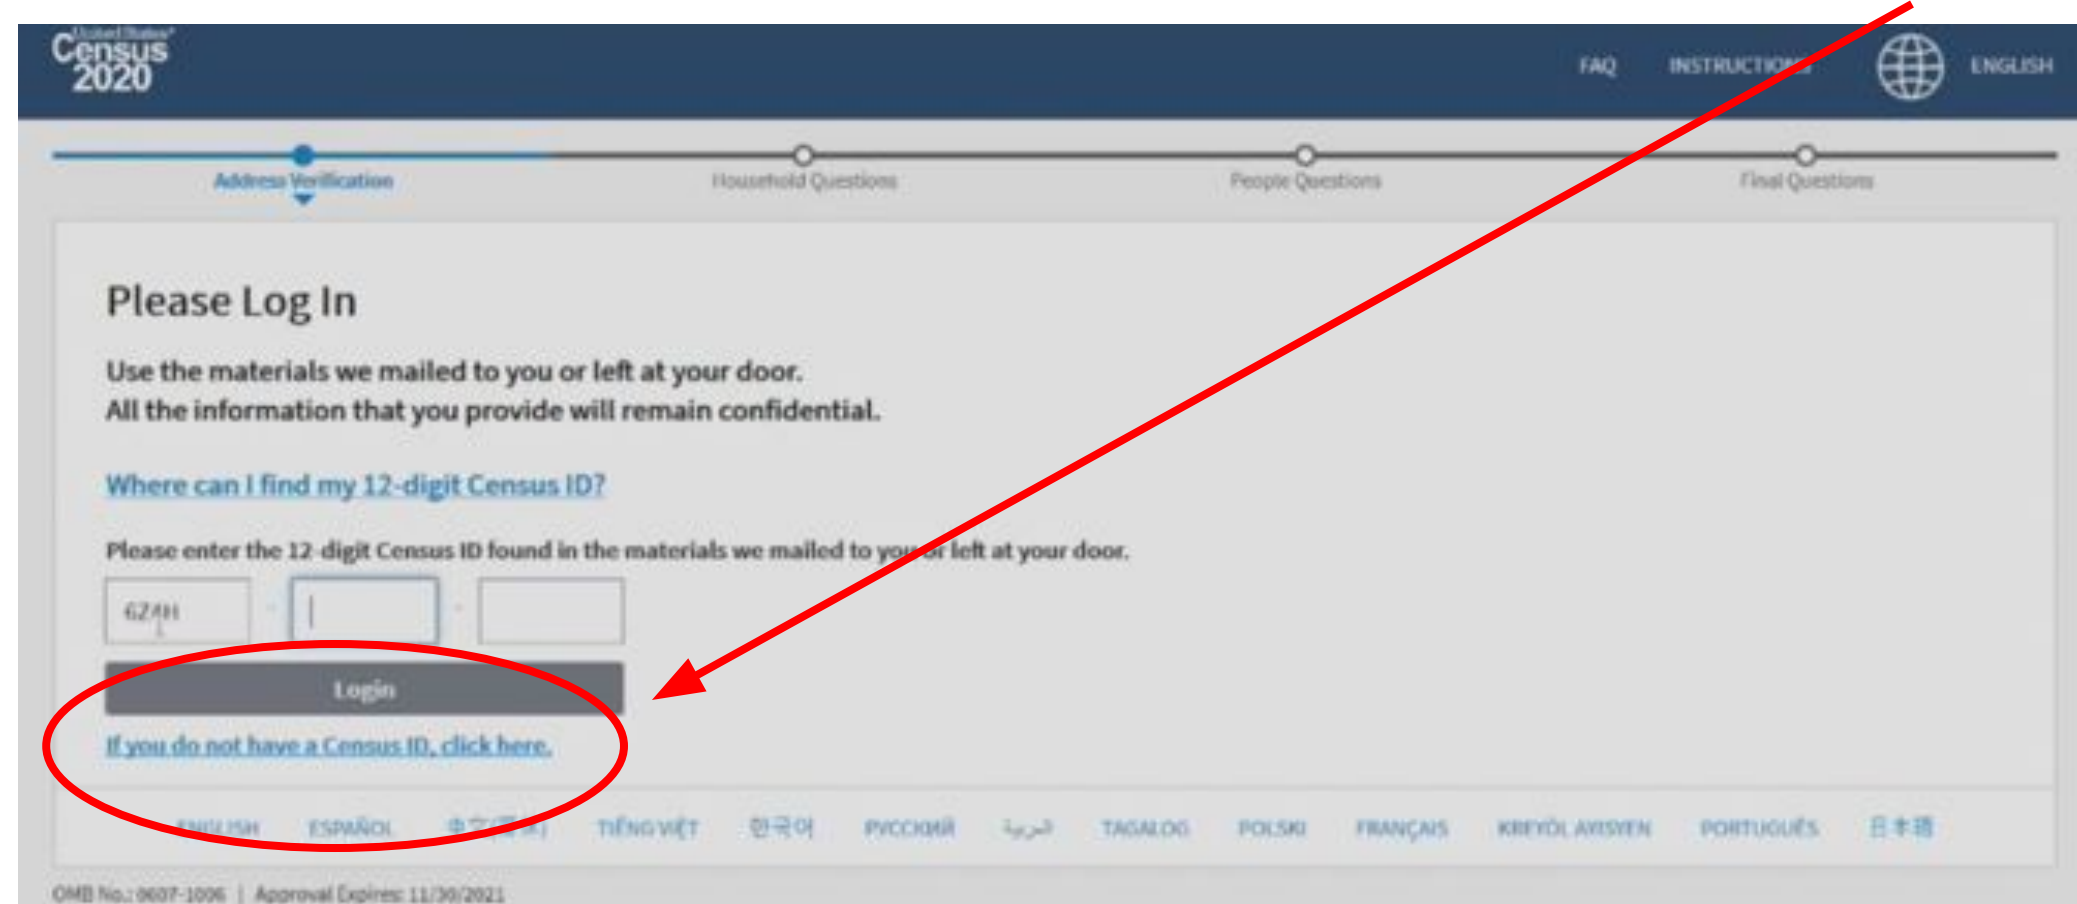 United States®
Census
2020
FAQ INSTRUCTIONS ENGLISH
Address Verification Household Questions People Questions Final Questions
Please Log In
Use the materials we mailed to you or left at your door.
All the information that you provide will remain confidential.
Where can I find my 12-digit Census ID?
Please enter the 12-digit Census ID found in the materials we mailed to you or left at your door.
- -
Login
If you do not have a Census ID, click here.
ENGLISH ESPAÑOL 中文(简体) TIẾNG VIỆT 한국어 РУССКИЙ العربية TAGALOG POLSKI FRANÇAIS KREYÒL AYISYEN PORTUGUÊS 日本語
OMB No.: 0607-1006 | Approval Expires: 11/30/2021